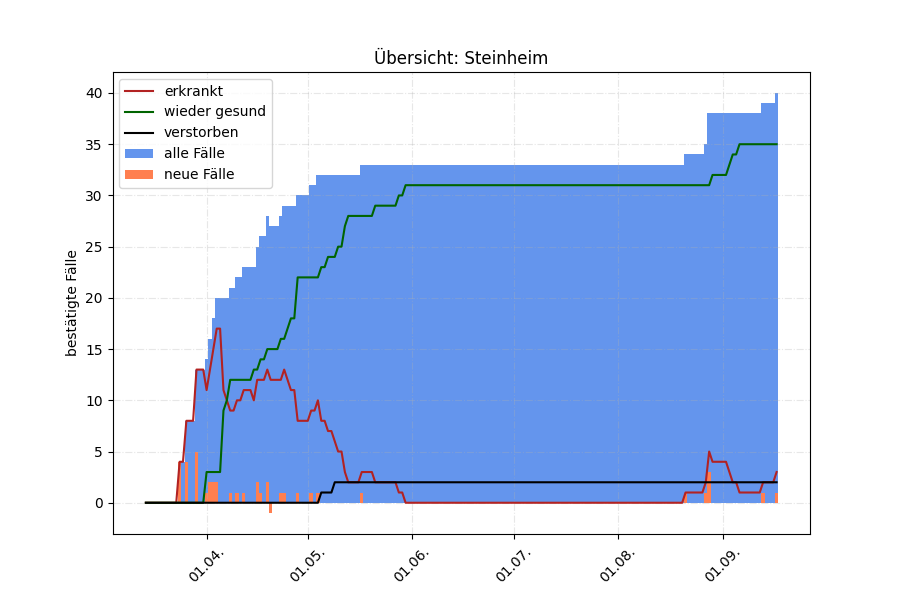 Übersicht: Steinheim
erkrankt
wieder gesund
verstorben
alle Fälle
neue Fälle
bestätigte Fälle
40
35
30
25
20
15
10
5
0
01.04.
01.05.
01.06.
01.07.
01.08.
01.09.